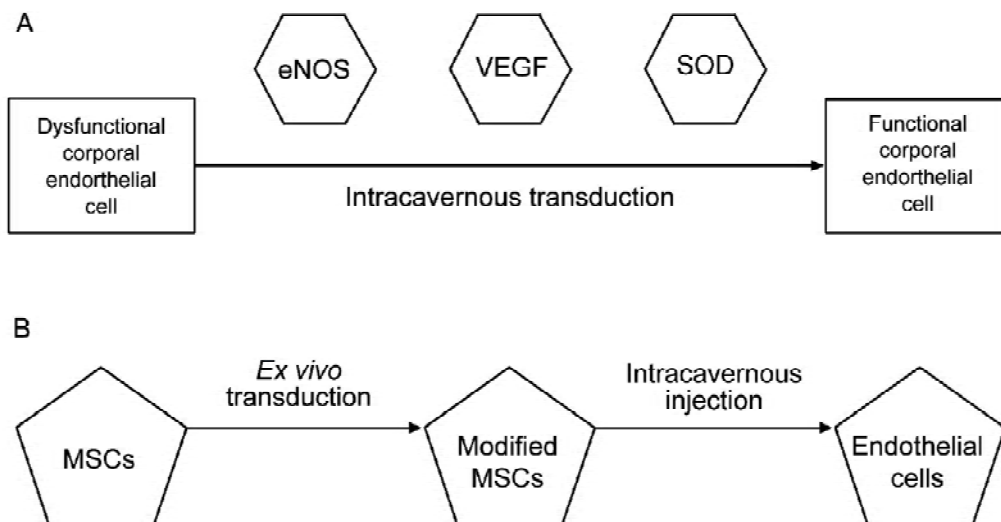 A
eNOS
VEGF
SOD
Dysfunctional
corporal
endorthelial
cell
Intracavernous transduction
Functional
corporal
endorthelial
cell
B
MSCs
Ex vivo
transduction
Modified
MSCs
Intracavernous
injection
Endothelial
cells